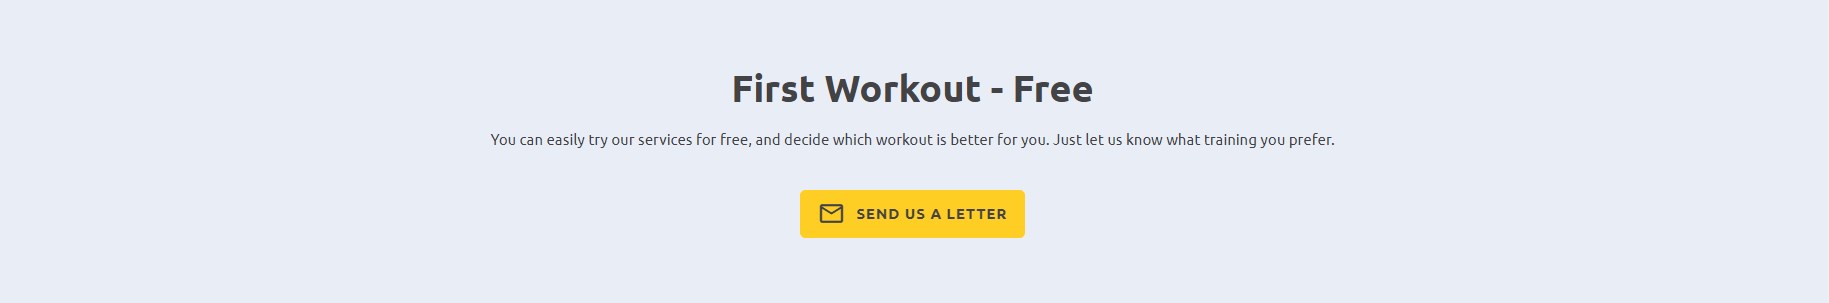 First Workout - Free
You can easily try our services for free, and decide which workout is better for you. Just let us know what training you prefer.
SEND US A LETTER